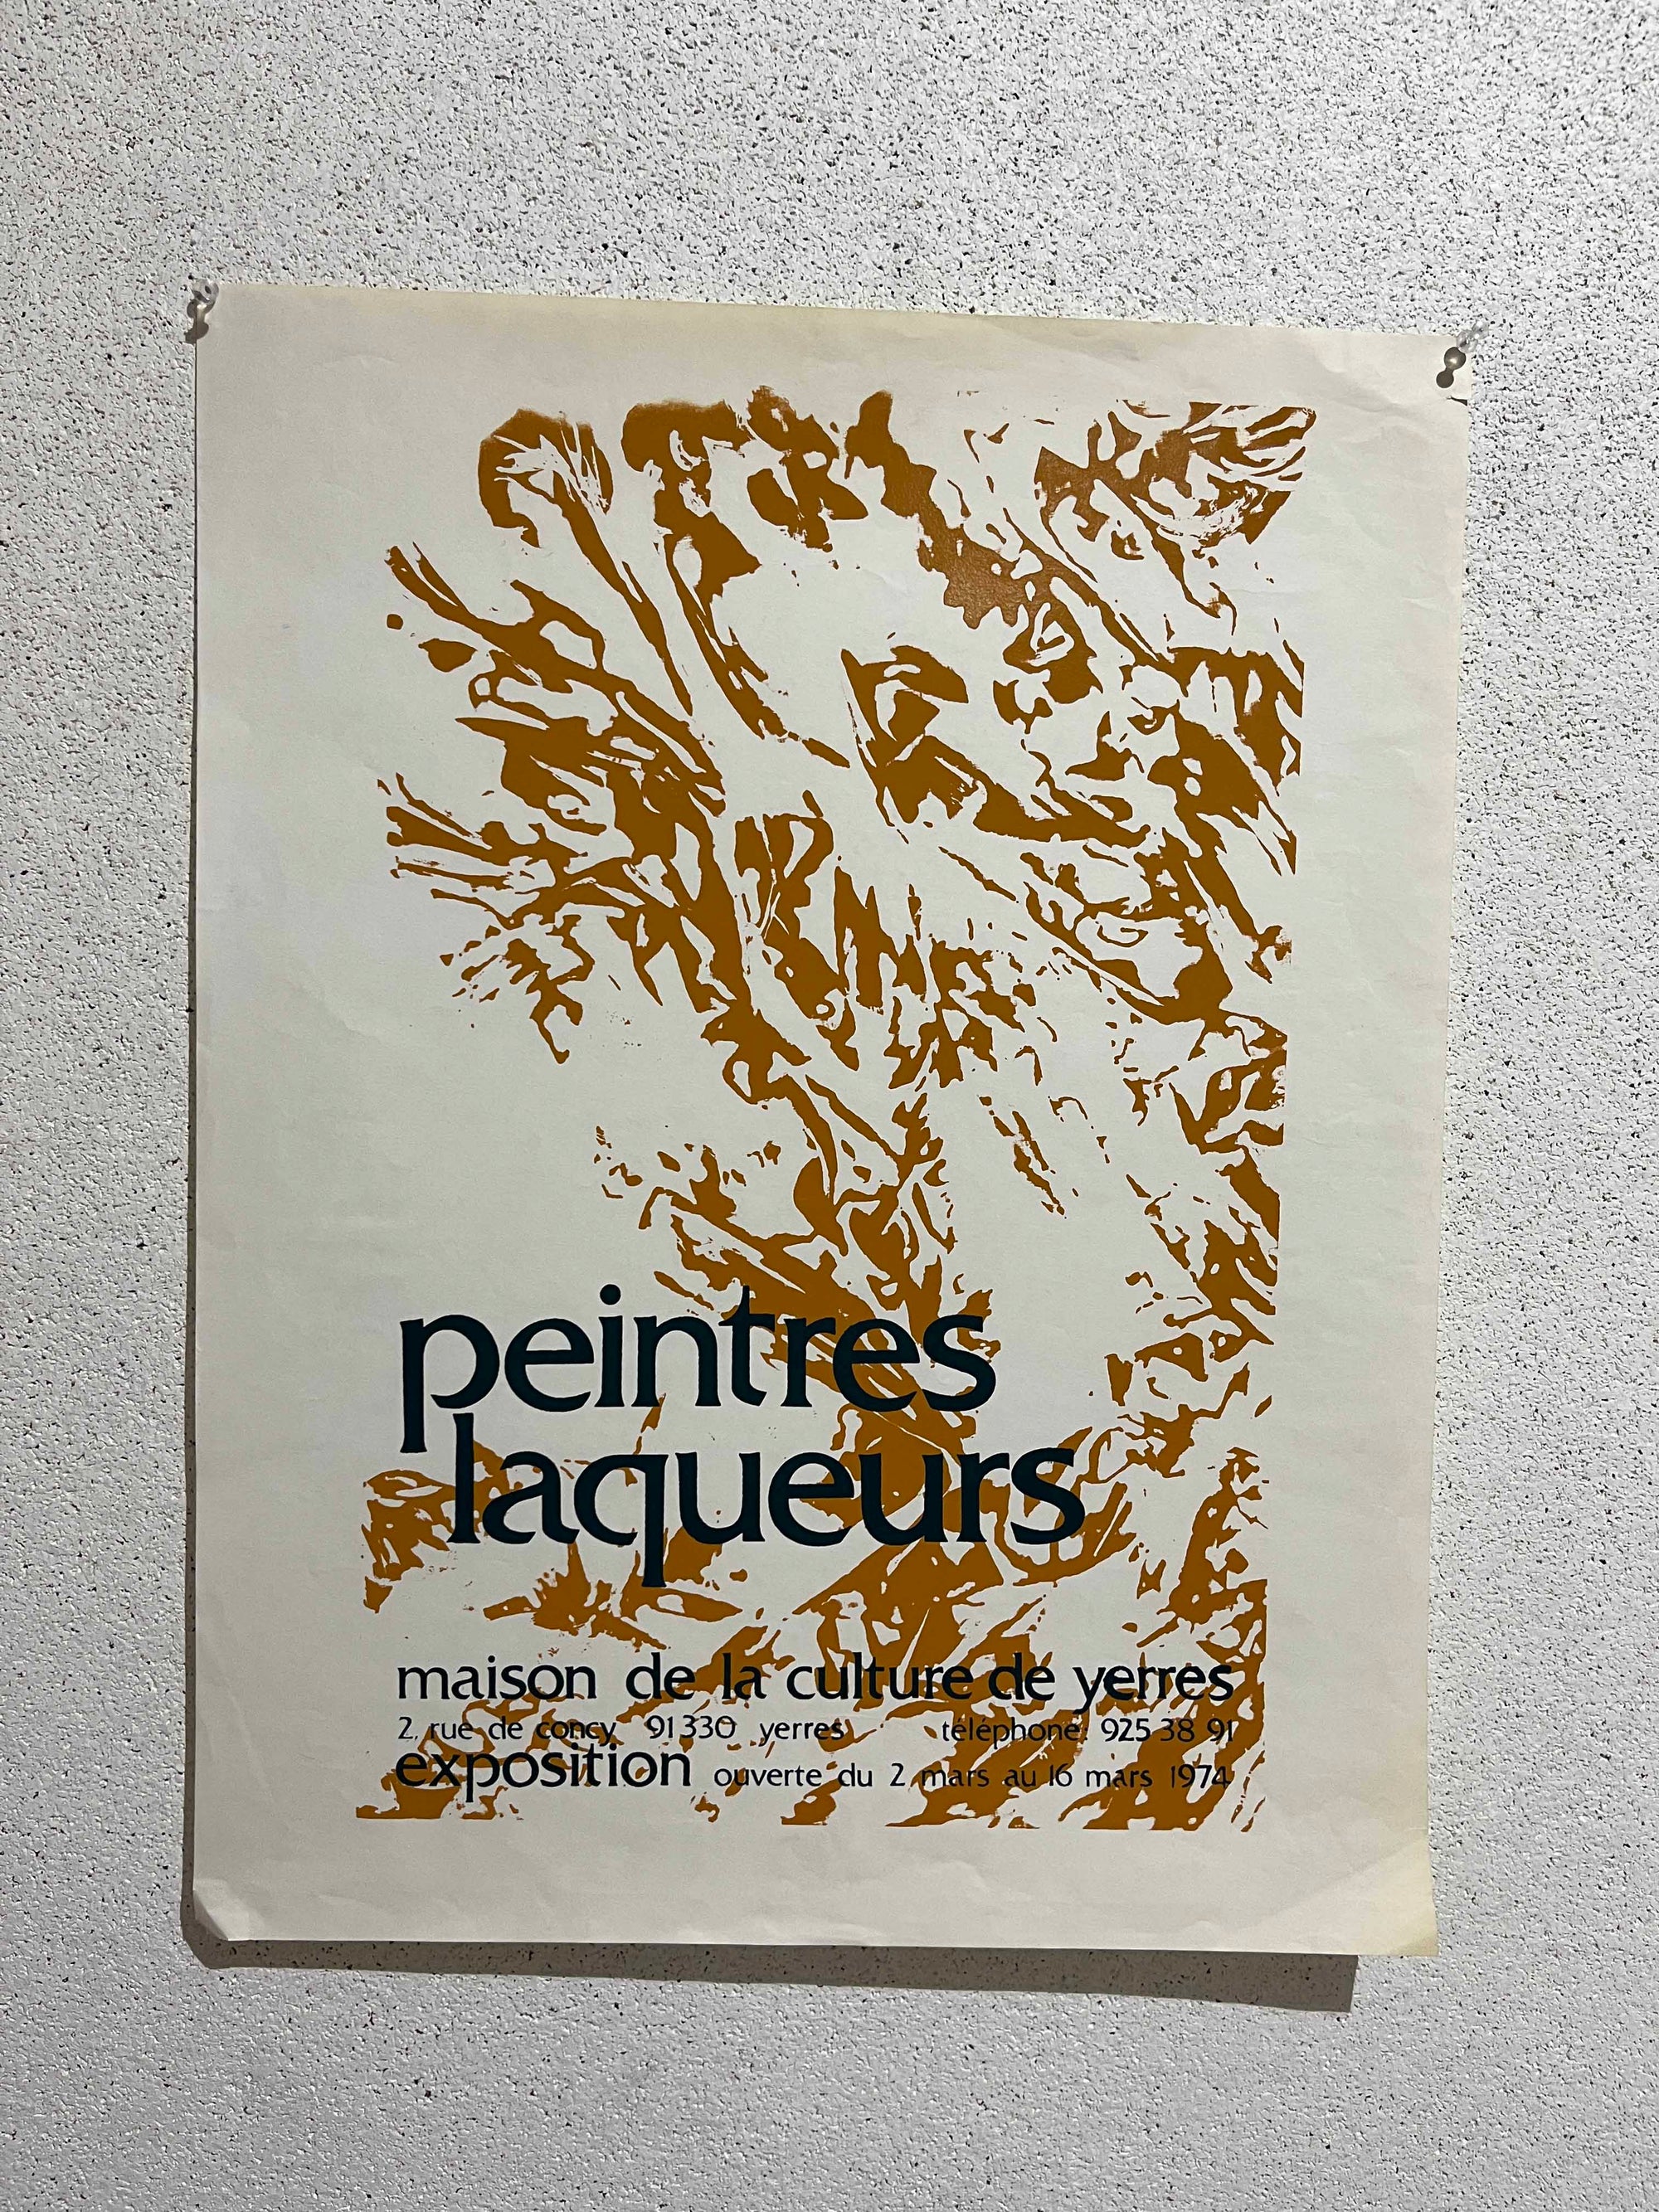 peintres
laqueurs
maison de la culture de yerres
2, rue de concy 91330 yerres téléphone: 925 38 91
exposition ouverte du 2 mars au 16 mars 1974